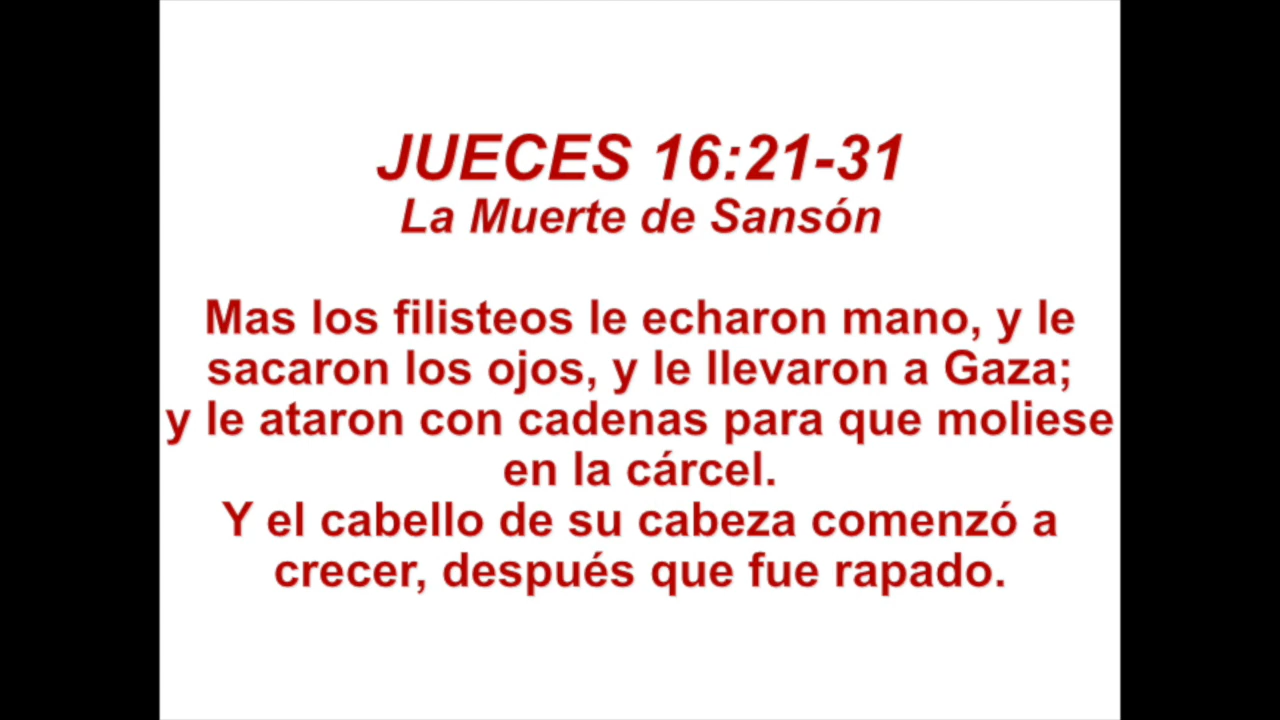 JUECES 16:21-31
La Muerte de Sansón
Mas los filisteos le echaron mano, y le
sacaron los ojos, y le llevaron a Gaza;
y le ataron con cadenas para que moliese
en la cárcel.
Y el cabello de su cabeza comenzó a
crecer, después que fue rapado.